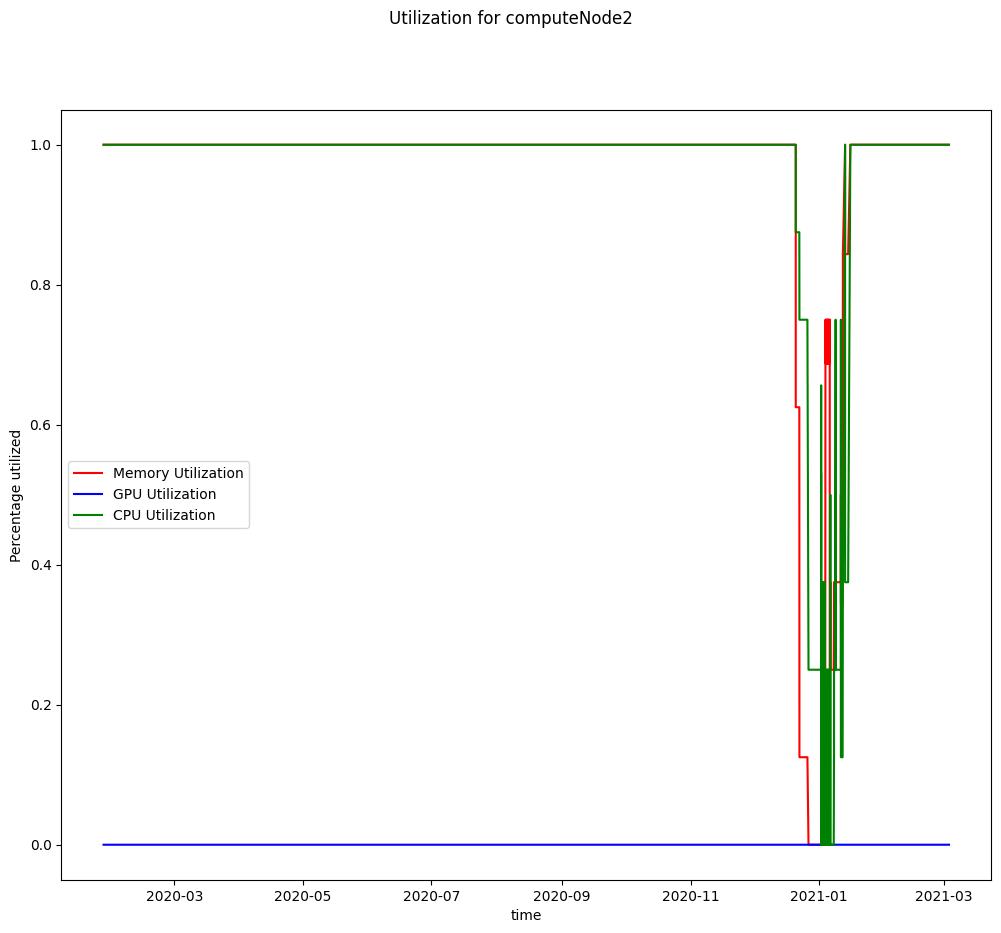 Utilization for computeNode2
1.0
0.8
0.6
0.4
0.2
0.0
Percentage utilized
Memory Utilization
GPU Utilization
CPU Utilization
2020-03 2020-05 2020-07 2020-09 2020-11 2021-01 2021-03
time